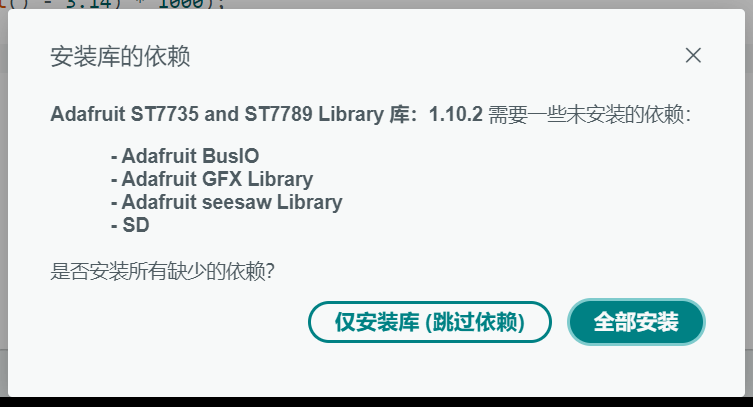 t() - 3.14) * 1000);
安装库的依赖
Adafruit ST7735 and ST7789 Library 库：1.10.2 需要一些未安装的依赖：
- Adafruit BusIO
- Adafruit GFX Library
- Adafruit seesaw Library
- SD
是否安装所有缺少的依赖？
仅安装库 (跳过依赖)
全部安装